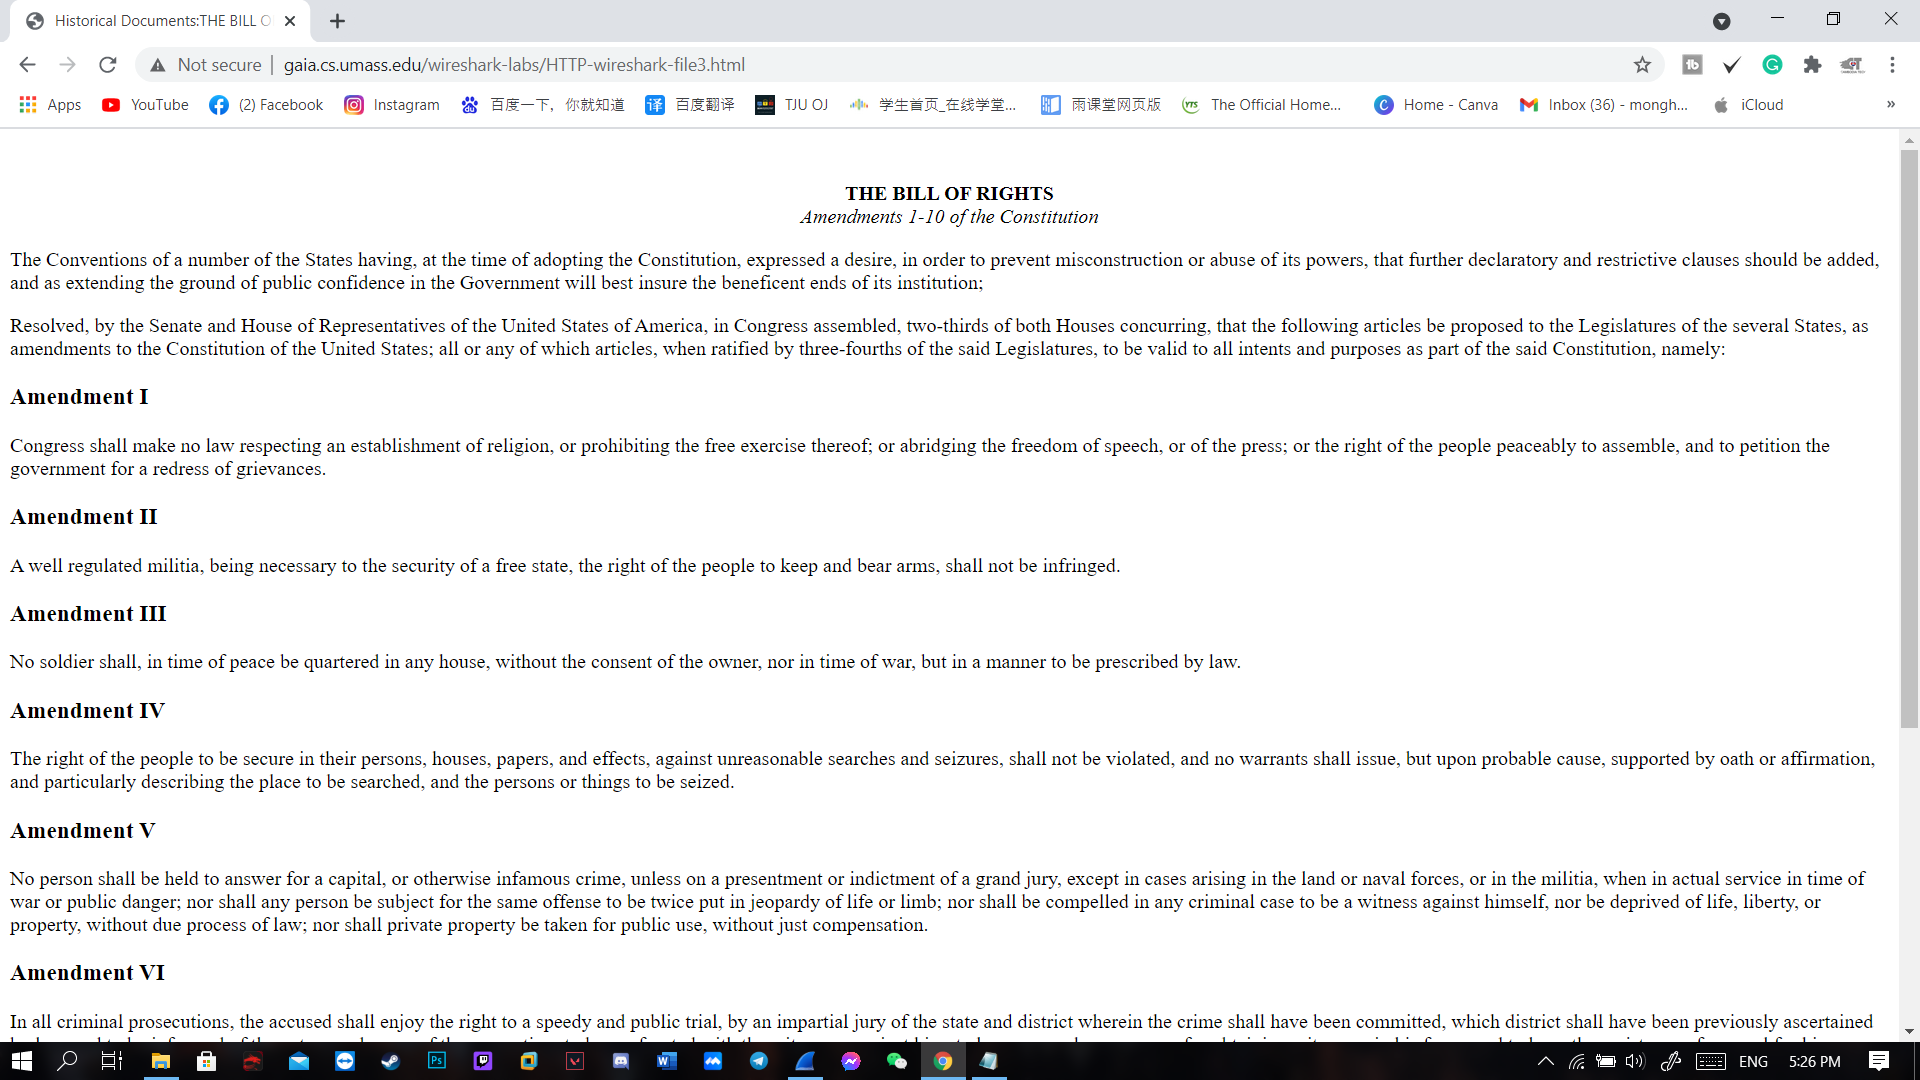 Historical Documents:THE BILL O
Not secure | gaia.cs.umass.edu/wireshark-labs/HTTP-wireshark-file3.html
Apps YouTube (2) Facebook Instagram 百度一下，你就知道 百度翻译 TJU OJ 学生首页_在线学堂... 雨课堂网页版 The Official Home... Home - Canva Inbox (36) - mongh... iCloud »
THE BILL OF RIGHTS
Amendments 1-10 of the Constitution
The Conventions of a number of the States having, at the time of adopting the Constitution, expressed a desire, in order to prevent misconstruction or abuse of its powers, that further declaratory and restrictive clauses should be added,
and as extending the ground of public confidence in the Government will best insure the beneficent ends of its institution;
Resolved, by the Senate and House of Representatives of the United States of America, in Congress assembled, two-thirds of both Houses concurring, that the following articles be proposed to the Legislatures of the several States, as
amendments to the Constitution of the United States; all or any of which articles, when ratified by three-fourths of the said Legislatures, to be valid to all intents and purposes as part of the said Constitution, namely:
Amendment I
Congress shall make no law respecting an establishment of religion, or prohibiting the free exercise thereof; or abridging the freedom of speech, or of the press; or the right of the people peaceably to assemble, and to petition the
government for a redress of grievances.
Amendment II
A well regulated militia, being necessary to the security of a free state, the right of the people to keep and bear arms, shall not be infringed.
Amendment III
No soldier shall, in time of peace be quartered in any house, without the consent of the owner, nor in time of war, but in a manner to be prescribed by law.
Amendment IV
The right of the people to be secure in their persons, houses, papers, and effects, against unreasonable searches and seizures, shall not be violated, and no warrants shall issue, but upon probable cause, supported by oath or affirmation,
and particularly describing the place to be searched, and the persons or things to be seized.
Amendment V
No person shall be held to answer for a capital, or otherwise infamous crime, unless on a presentment or indictment of a grand jury, except in cases arising in the land or naval forces, or in the militia, when in actual service in time of
war or public danger; nor shall any person be subject for the same offense to be twice put in jeopardy of life or limb; nor shall be compelled in any criminal case to be a witness against himself, nor be deprived of life, liberty, or
property, without due process of law; nor shall private property be taken for public use, without just compensation.
Amendment VI
In all criminal prosecutions, the accused shall enjoy the right to a speedy and public trial, by an impartial jury of the state and district wherein the crime shall have been committed, which district shall have been previously ascertained
ENG 5:26 PM